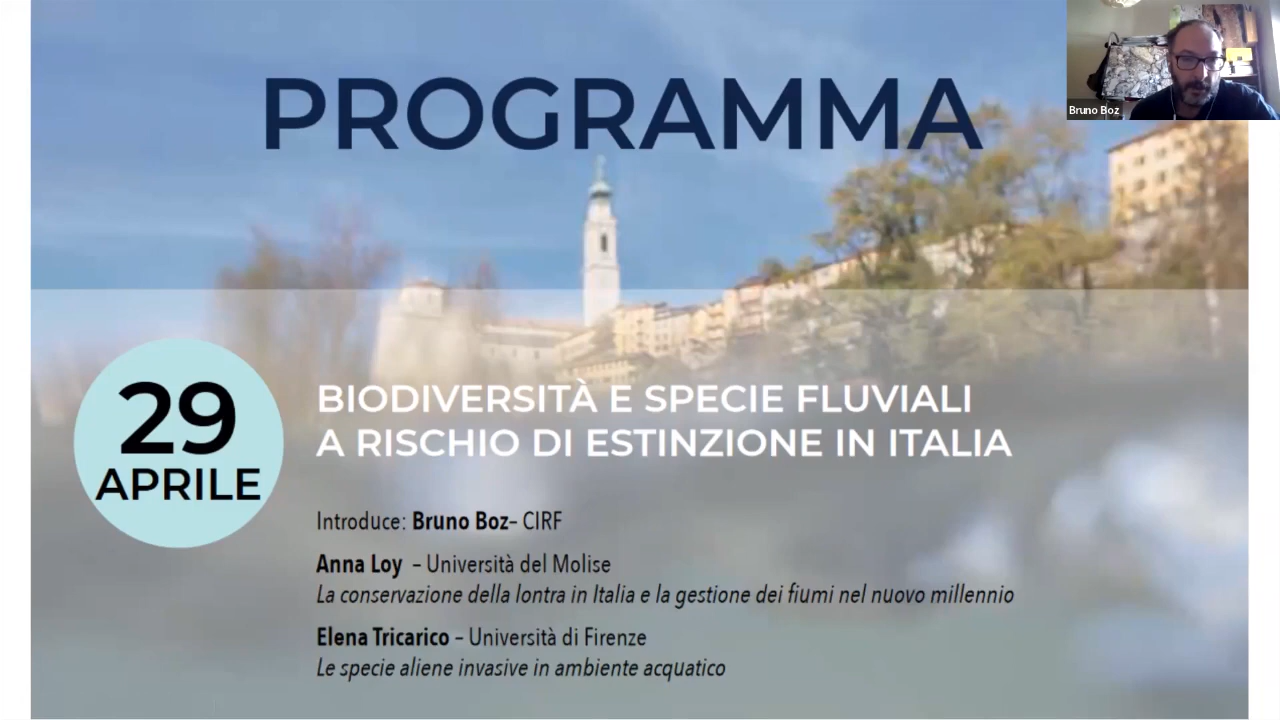 PROGRAMMA
Bruno Boz
29
APRILE
BIODIVERSITÀ E SPECIE FLUVIALI
A RISCHIO DI ESTINZIONE IN ITALIA
Introduce: Bruno Boz– CIRF
Anna Loy – Università del Molise
La conservazione della lontra in Italia e la gestione dei fiumi nel nuovo millennio
Elena Tricarico – Università di Firenze
Le specie aliene invasive in ambiente acquatico